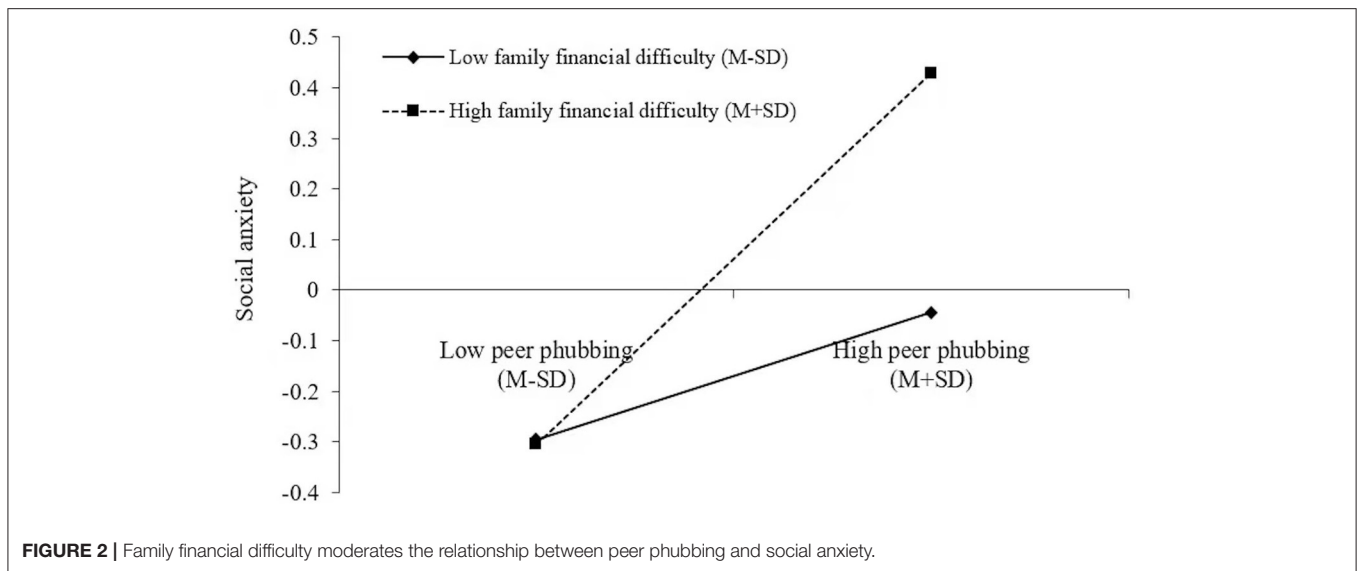 0.5
Low family financial difficulty (M-SD)
0.4
High family financial difficulty (M+SD)
0.3
0.2
0.1
0
-0.1
-0.2
-0.3
-0.4
Social anxiety
Low peer phubbing
(M-SD)
High peer phubbing
(M+SD)
FIGURE 2 | Family financial difficulty moderates the relationship between peer phubbing and social anxiety.